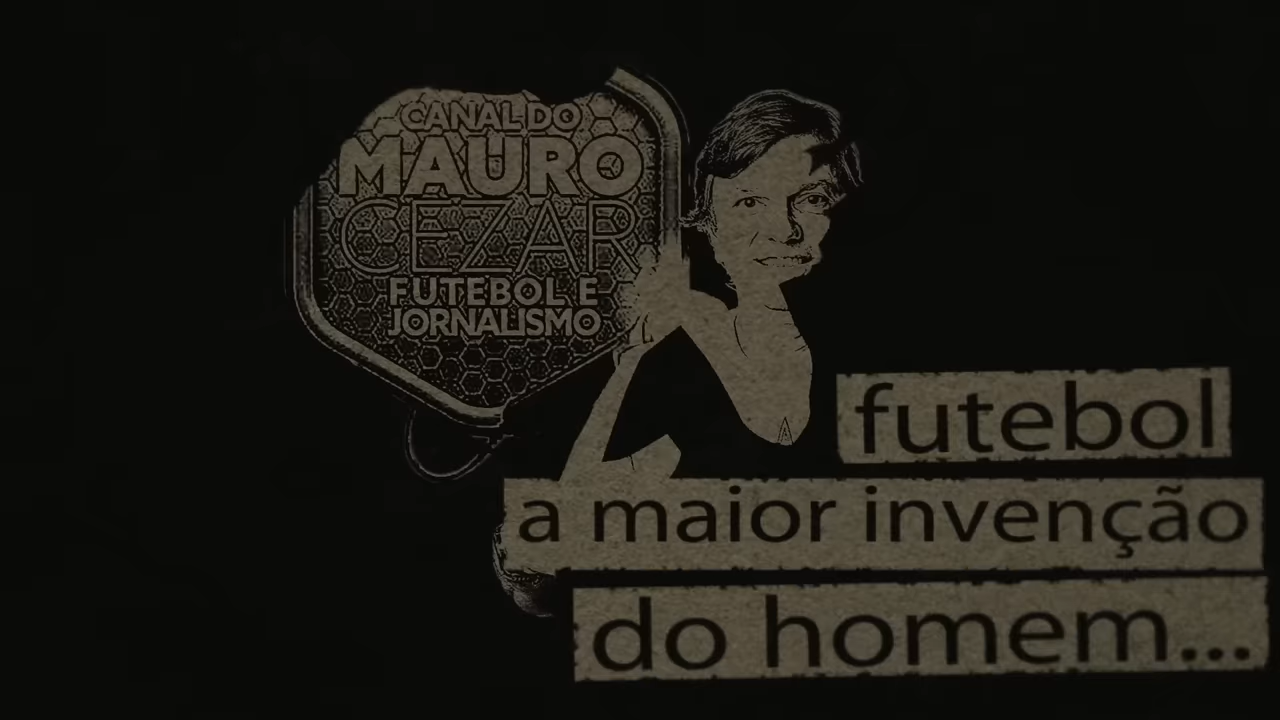 CANAL DO
MAURO
CEZAR
FUTEBOL E
JORNALISMO
futebol
a maior invenção
do homem...